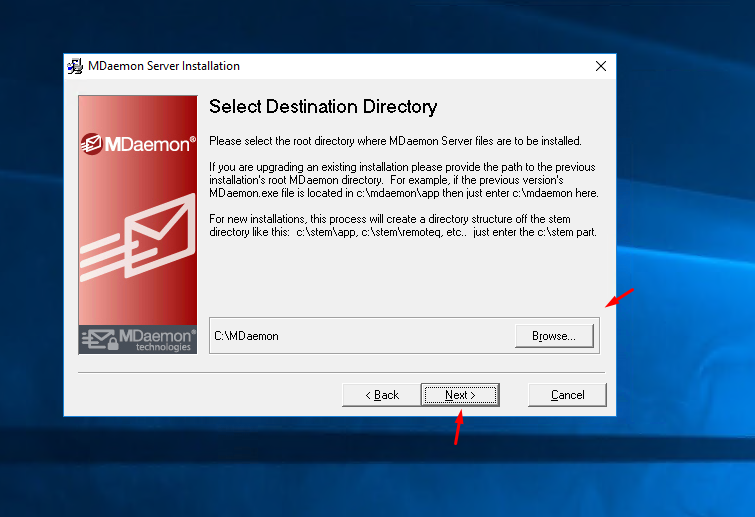 MDaemon Server Installation
Select Destination Directory
MDaemon®
Please select the root directory where MDaemon Server files are to be installed.
If you are upgrading an existing installation please provide the path to the previous
installation's root MDaemon directory.  For example, if the previous version's
MDaemon.exe file is located in c:\mdaemon\app then just enter c:\mdaemon here.
For new installations, this process will create a directory structure off the stem
directory like this:  c:\stem\app, c:\stem\remoteq, etc..  just enter the c:\stem part.
C:\MDaemon
Browse...
MDaemon®
technologies
< Back
Next >
Cancel